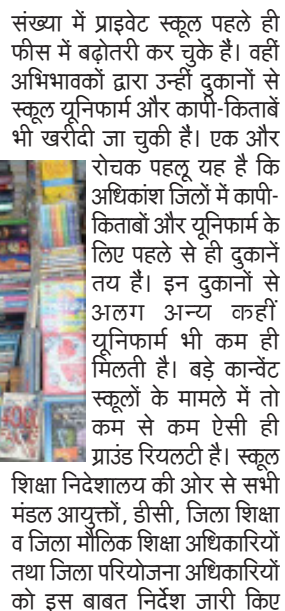 संख्या में प्राइवेट स्कूल पहले ही
फीस में बढ़ोतरी कर चुके हैं। वहीं
अभिभावकों द्वारा उन्हीं दुकानों से
स्कूल यूनिफार्म और कापी-किताबें
भी खरीदी जा चुकी है। एक और
रोचक पहलू यह है कि
अधिकांश जिलों में कापी-
किताबों और यूनिफार्म के
लिए पहले से ही दुकानें
तय हैं। इन दुकानों से
अलग अन्य कहीं
यूनिफार्म भी कम ही
मिलती है। बड़े कान्वेंट
स्कूलों के मामले में तो
कम से कम ऐसी ही
ग्राउंड रियलटी है। स्कूल
शिक्षा निदेशालय की ओर से सभी
मंडल आयुक्तों, डीसी, जिला शिक्षा
व जिला मौलिक शिक्षा अधिकारियों
तथा जिला परियोजना अधिकारियों
को इस बाबत निर्देश जारी किए